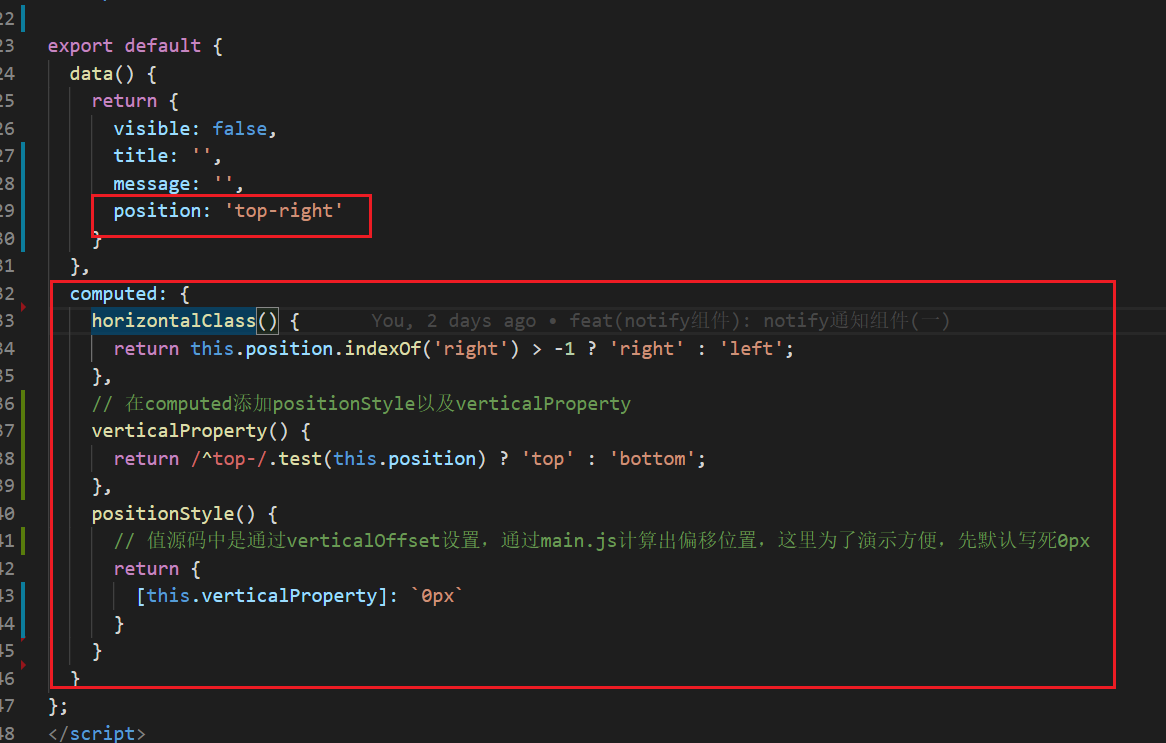 22
23 export default {
24 data() {
25 return {
26 visible: false,
27 title: '',
28 message: '',
29 position: 'top-right'
30 }
31 },
32 computed: {
33 horizontalClass() { You, 2 days ago • feat(notify组件): notify通知组件(一)
34 return this.position.indexOf('right') > -1 ? 'right' : 'left';
35 },
36 // 在computed添加positionStyle以及verticalProperty
37 verticalProperty() {
38 return /^top-/.test(this.position) ? 'top' : 'bottom';
39 },
40 positionStyle() {
41 // 值源码中是通过verticalOffset设置，通过main.js计算出偏移位置，这里为了演示方便，先默认写死0px
42 return {
43 [this.verticalProperty]: `0px`
44 }
45 }
46 }
47 };
48 </script>